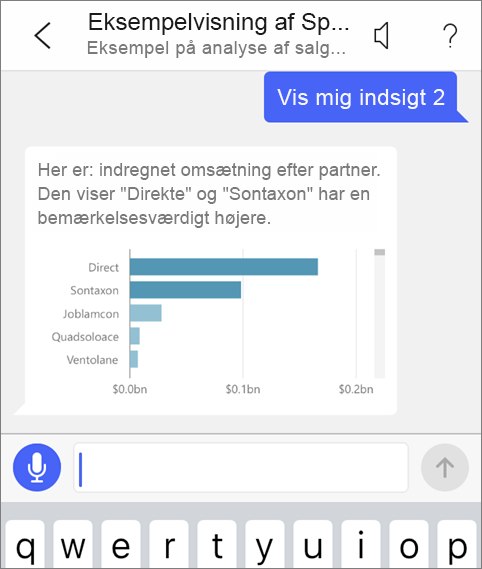 Eksempelvisning af Sp...
Eksempel på analyse af salg...
?
Vis mig indsigt 2
Her er: indregnet omsætning efter partner.
Den viser "Direkte" og "Sontaxon" har en
bemærkelsesværdigt højere.
Direct
Sontaxon
Joblamcon
Quadsoloace
Ventolane
$0.0bn $0.1bn $0.2bn
q w e r t y u i o p